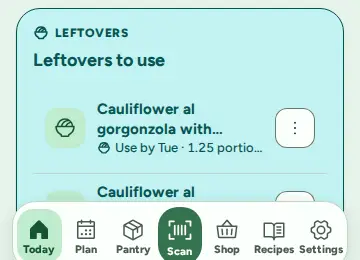 LEFTOVERS
Leftovers to use
Cauliflower al
gorgonzola with...
Use by Tue · 1.25 portio...
Cauliflower al
Today Plan Pantry Scan Shop Recipes Settings